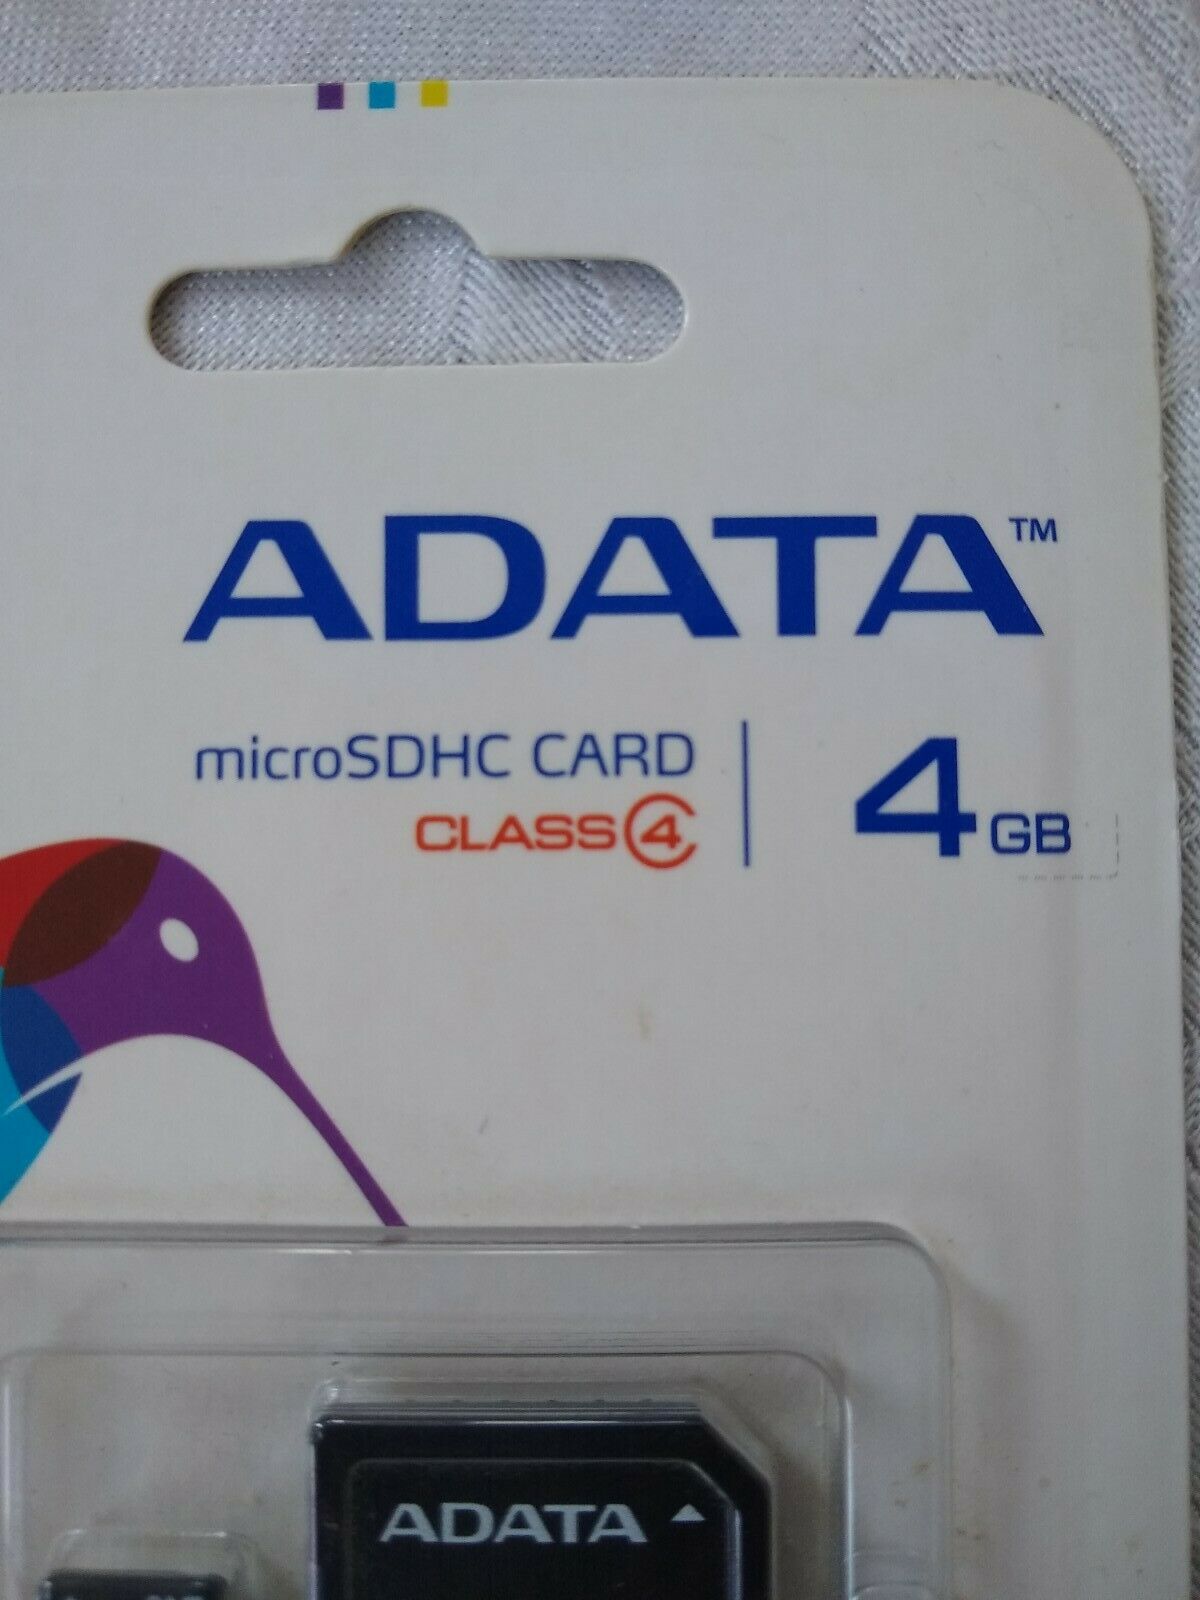 ADATA™
microSDHC CARD
CLASS 4
4 GB
ADATA